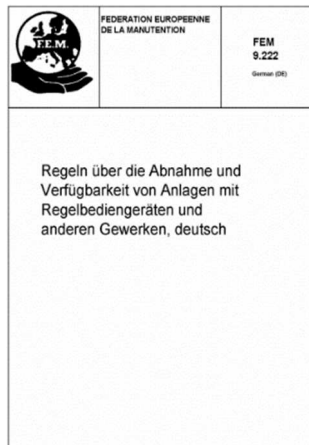 F.E.M.
FEDERATION EUROPEENNE
DE LA MANUTENTION
FEM
9.222
German (DE)
Regeln über die Abnahme und
Verfügbarkeit von Anlagen mit
Regelbediengeräten und
anderen Gewerken, deutsch